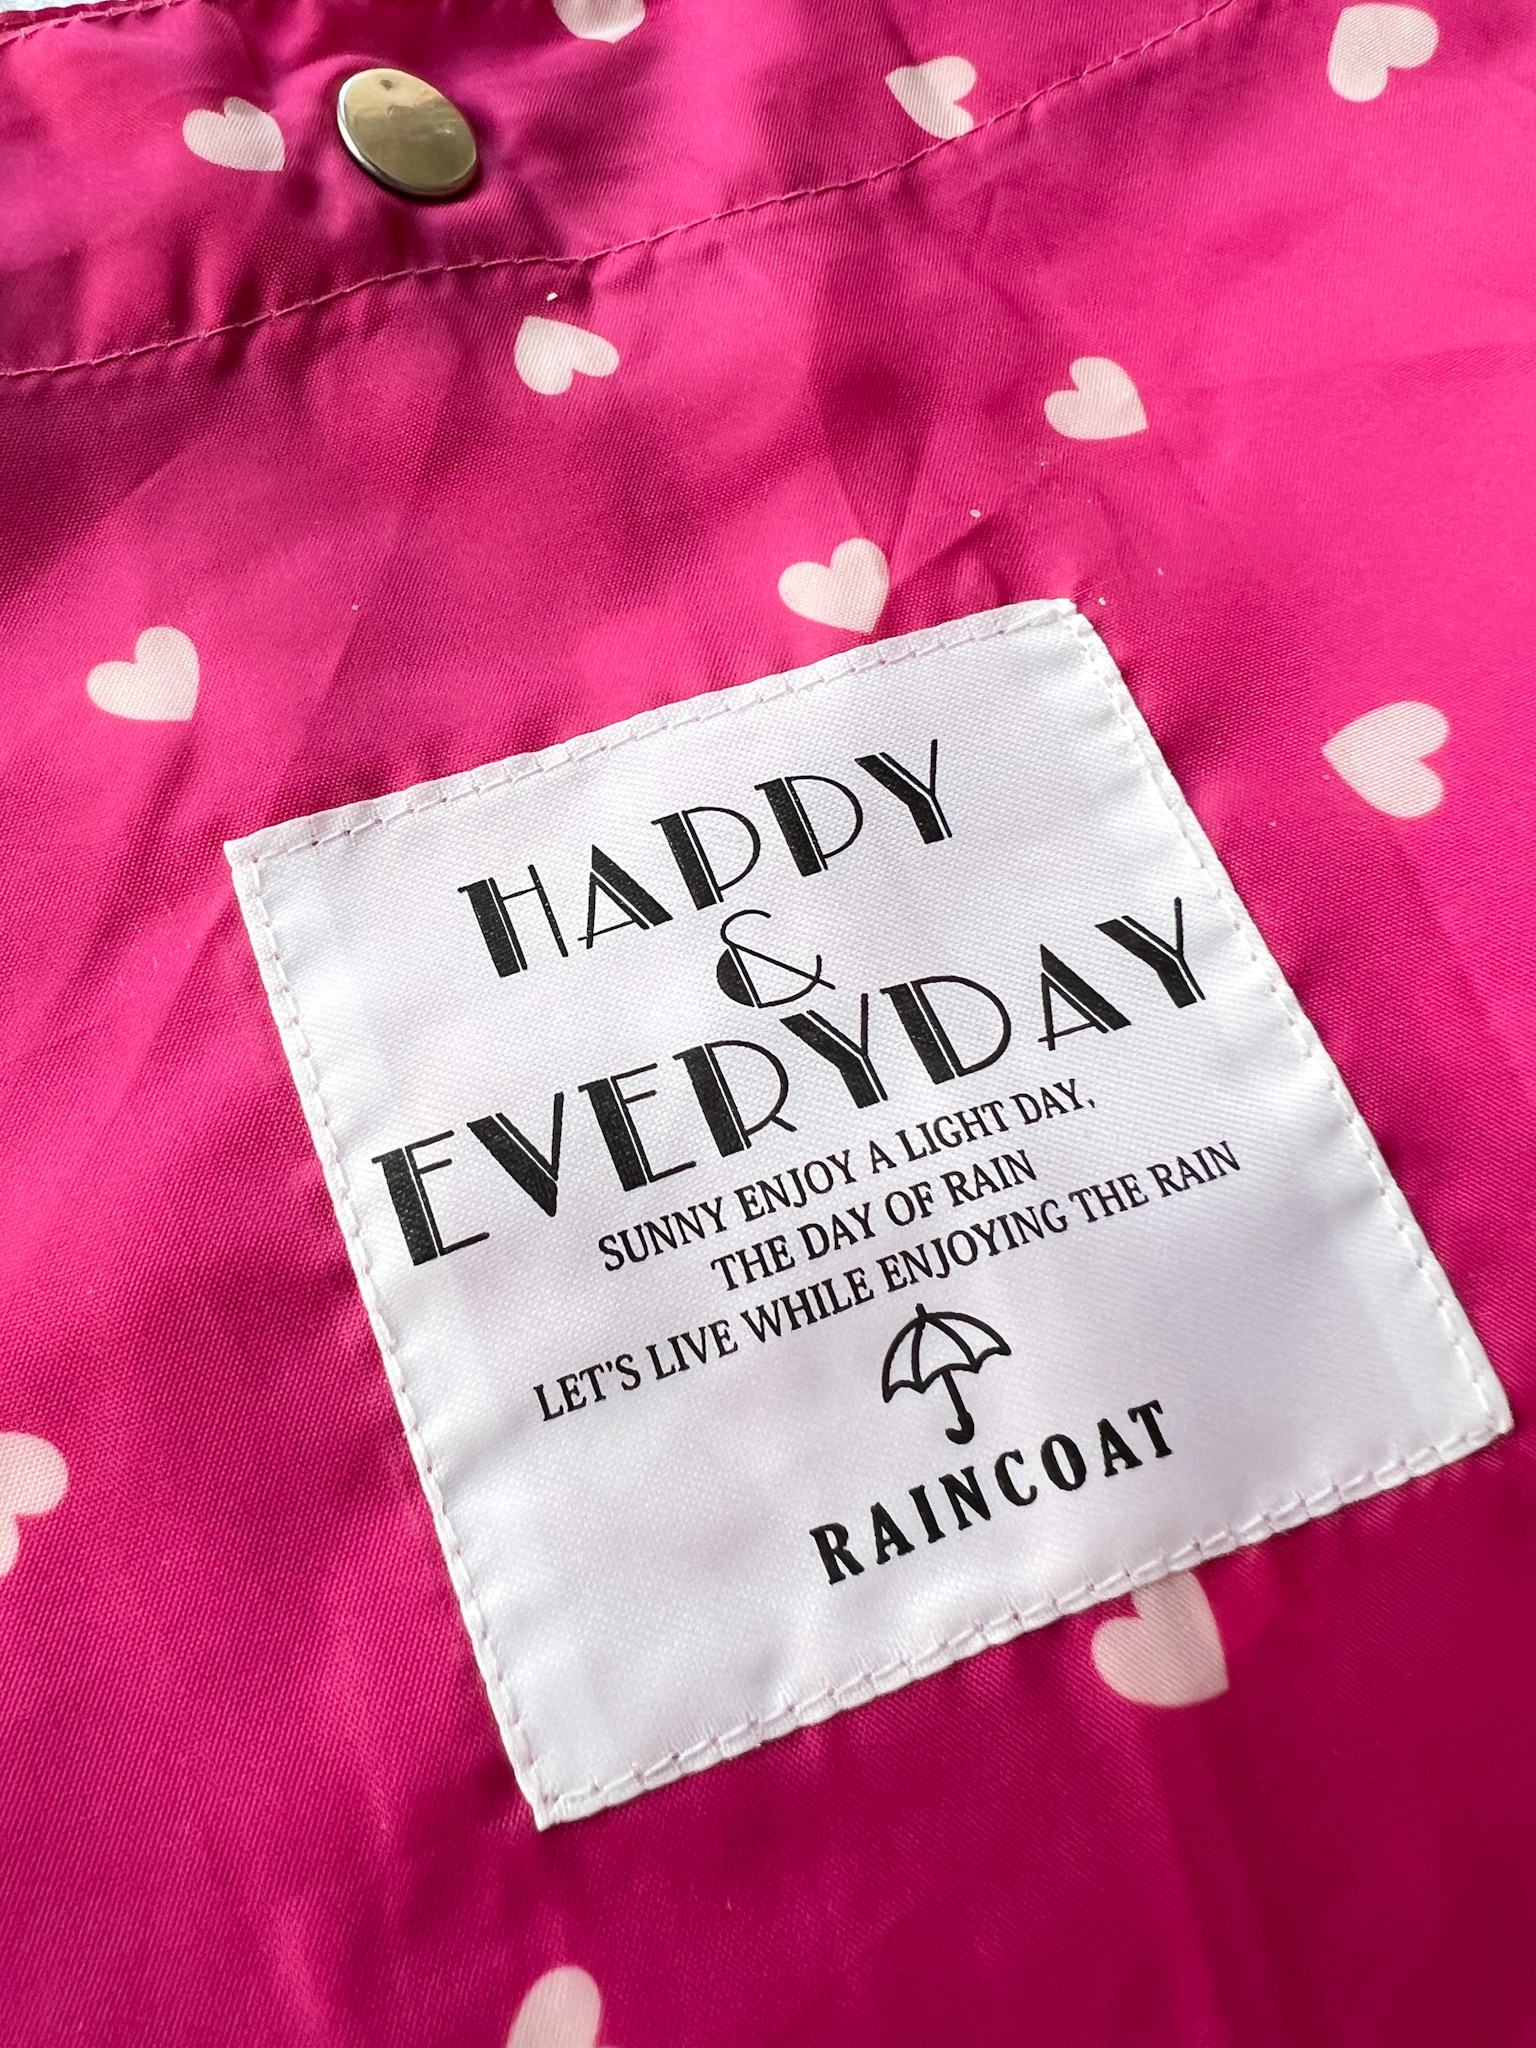 HAPPY
&
EVERYDAY
SUNNY ENJOY A LIGHT DAY,
THE DAY OF RAIN
LET'S LIVE WHILE ENJOYING THE RAIN
RAINCOAT